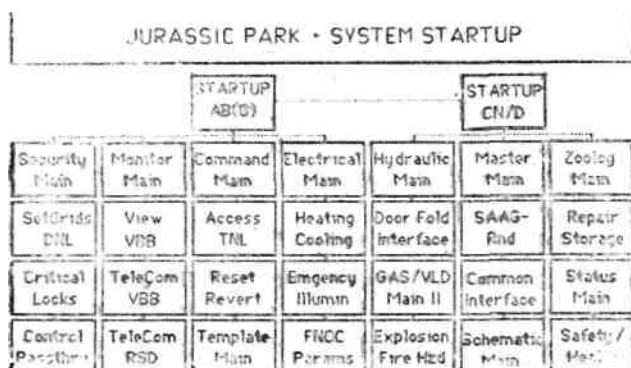 JURASSIC PARK - SYSTEM STARTUP
STARTUP STARTUP
AB(0) CN/D
Security Monitor Command Electrical Hydraulic Master Zoolog
Main Main Main Main Main Main Main
SetGrids View Access Heating Door Fold SAAG- Repair
DNL VBB TNL Cooling Interface Rnd Storage
Critical TeleCom Reset Emgency GAS/VLD Common Status
Locks VBB Revert Illumin Main II Interface Main
Control TeleCom Template FNCC Explosion Schematic Safety/
Passthru RSD Main Params Fire Hzd Main